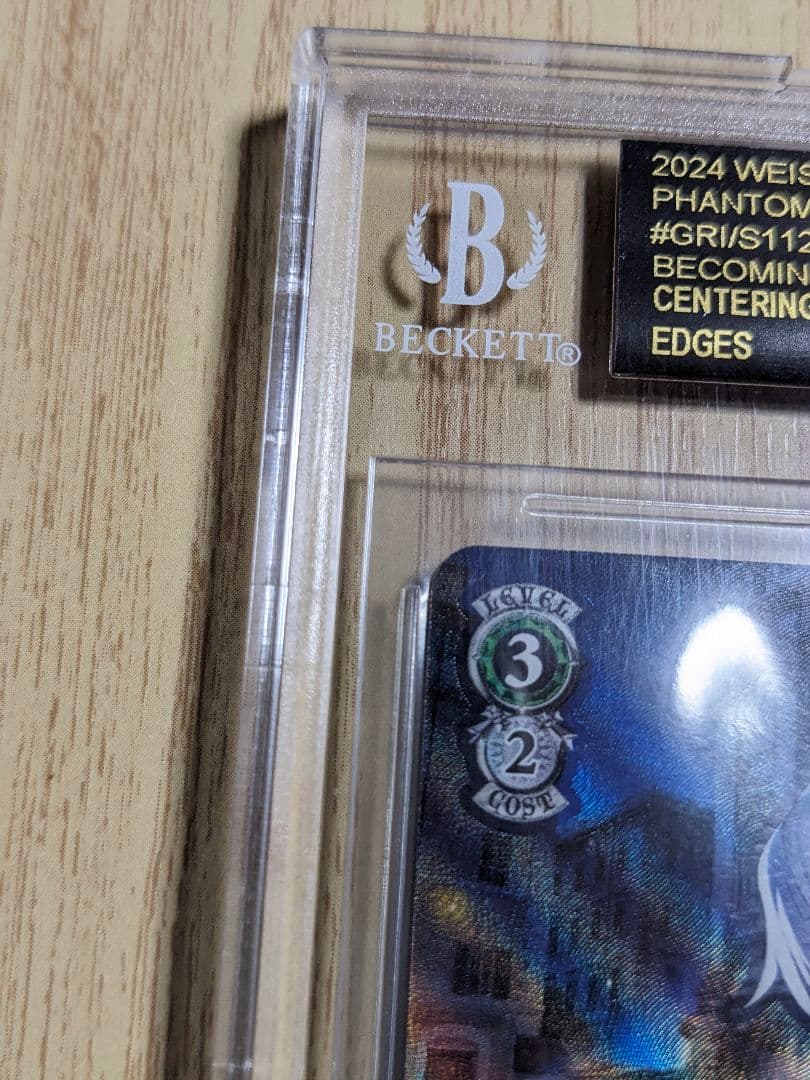 B
BECKETT®
2024 WEIS
PHANTOM
#GRI/S112
BECOMIN
CENTERING
EDGES
LEVEL
3
2
COST